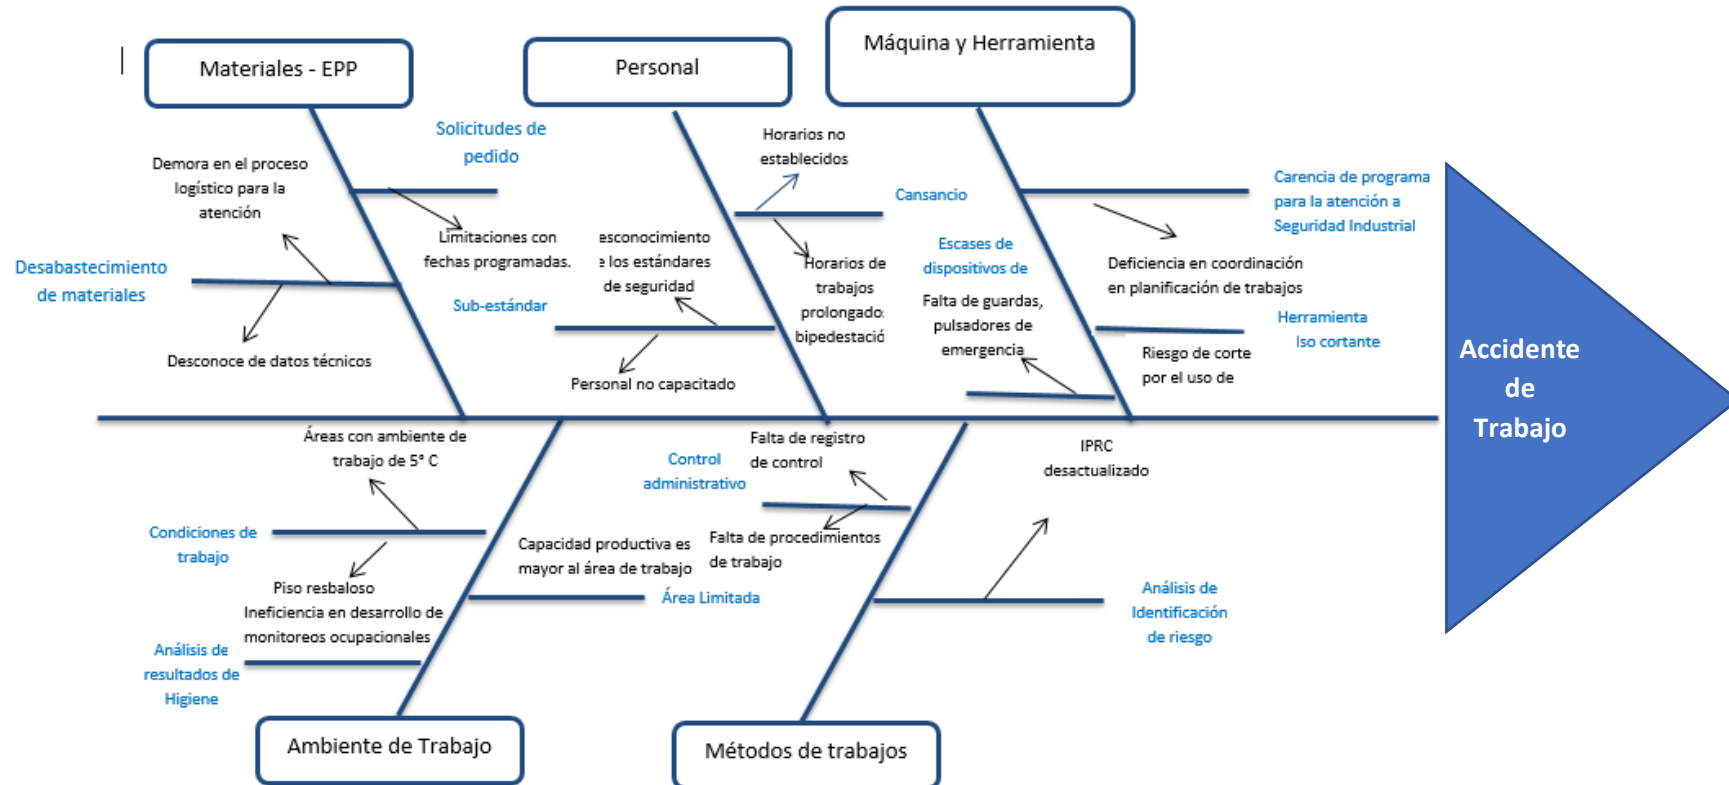 Materiales - EPP
Personal
Máquina y Herramienta
Solicitudes de
pedido
Demora en el proceso
logístico para la
atención
Limitaciones con
fechas programadas.
Desabastecimiento
de materiales
Desconoce de datos técnicos
Horarios no
establecidos
Cansancio
esconocimiento
e los estándares
de seguridad
Horarios de
trabajos
prolongado
bipedestació
Sub-estándar
Personal no capacitado
Carencia de programa
para la atención a
Seguridad Industrial
Deficiencia en coordinación
en planificación de trabajos
Escases de
dispositivos de
Falta de guardas,
pulsadores de
emergencia
Herramienta
Iso cortante
Riesgo de corte
por el uso de
Accidente
de
Trabajo
Áreas con ambiente de
trabajo de 5° C
Condiciones de
trabajo
Piso resbaloso
Ineficiencia en desarrollo de
monitoreos ocupacionales
Análisis de
resultados de
Higiene
Capacidad productiva es
mayor al área de trabajo
Área Limitada
Falta de registro
de control
Control
administrativo
Falta de procedimientos
de trabajo
IPRC
desactualizado
Análisis de
Identificación
de riesgo
Ambiente de Trabajo
Métodos de trabajos